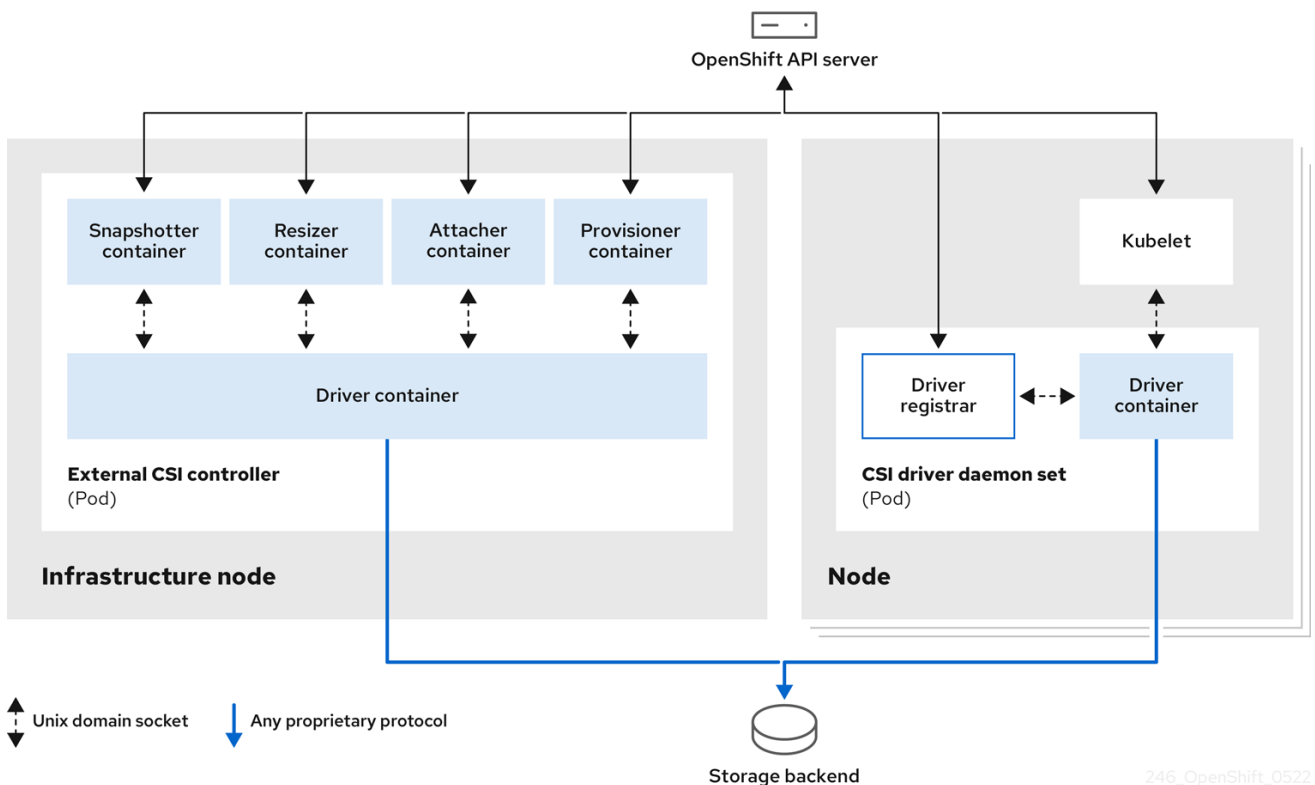 OpenShift API server
Snapshotter
container
Resizer
container
Attacher
container
Provisioner
container
Kubelet
Driver container
Driver
registrar
Driver
container
External CSI controller
(Pod)
CSI driver daemon set
(Pod)
Infrastructure node
Node
Unix domain socket
Any proprietary protocol
Storage backend
246_OpenShift_0522